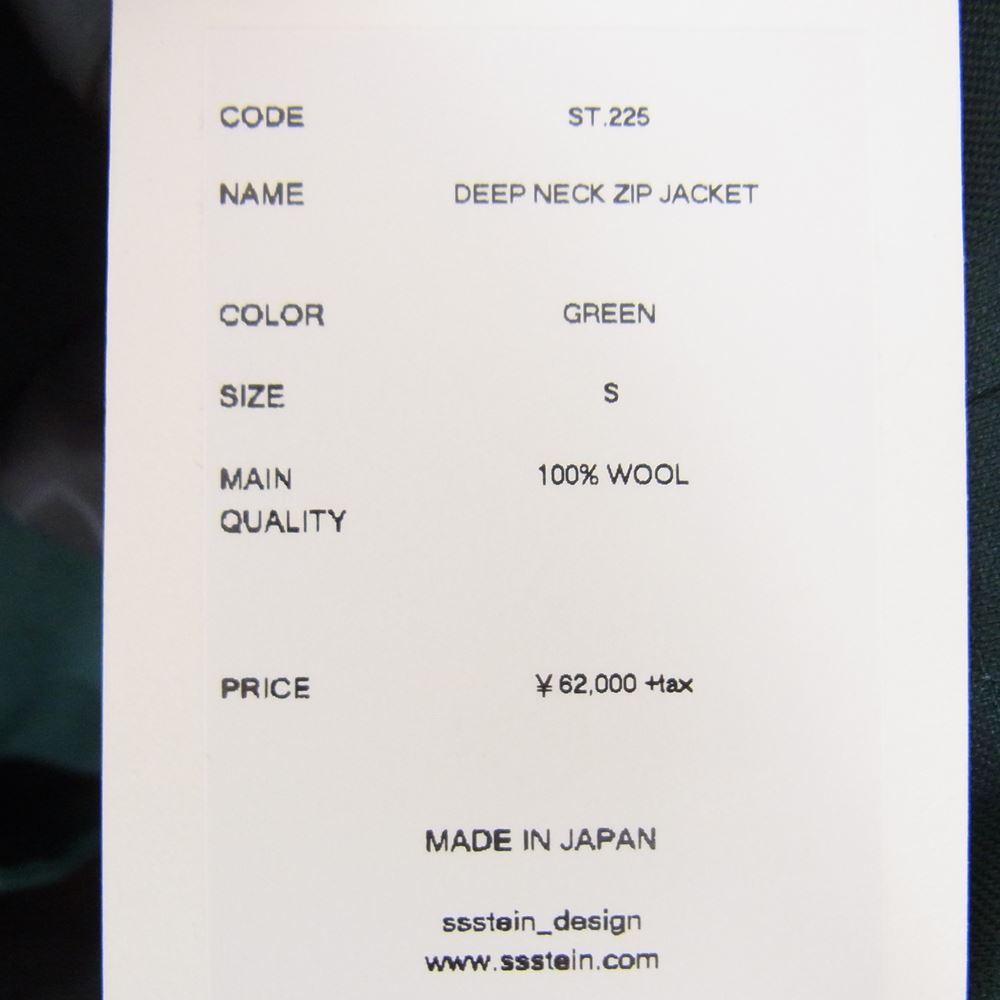 CODE ST.225
NAME DEEP NECK ZIP JACKET
COLOR GREEN
SIZE S
MAIN 100% WOOL
QUALITY
PRICE ¥62,000 +tax
MADE IN JAPAN
ssstein_design
www.ssstein.com